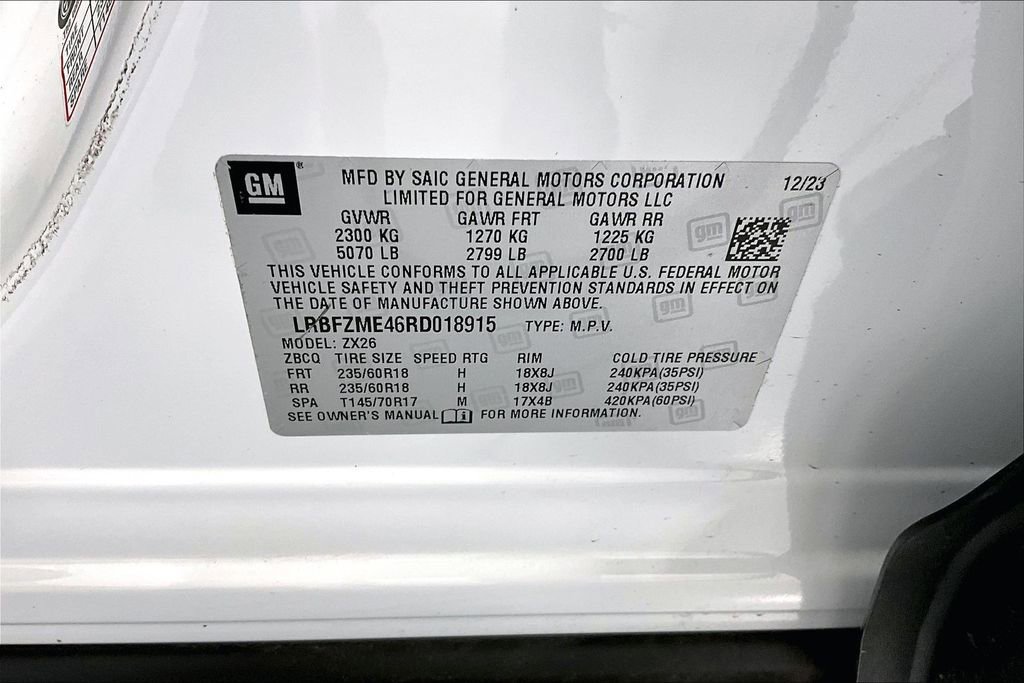 GM
MFD BY SAIC GENERAL MOTORS CORPORATION 12/23
LIMITED FOR GENERAL MOTORS LLC
GVWR GAWR FRT GAWR RR
2300 KG 1270 KG 1225 KG
5070 LB 2799 LB 2700 LB
THIS VEHICLE CONFORMS TO ALL APPLICABLE U.S. FEDERAL MOTOR
VEHICLE SAFETY AND THEFT PREVENTION STANDARDS IN EFFECT ON
THE DATE OF MANUFACTURE SHOWN ABOVE.
LRBFZME46RD018915 TYPE: M.P.V.
MODEL: ZX26
ZBCQ TIRE SIZE SPEED RTG RIM COLD TIRE PRESSURE
FRT 235/60R18 H 18X8J 240KPA(35PSI)
RR 235/60R18 H 18X8J 240KPA(35PSI)
SPA T145/70R17 M 17X4B 420KPA(60PSI)
SEE OWNER'S MANUAL FOR MORE INFORMATION.